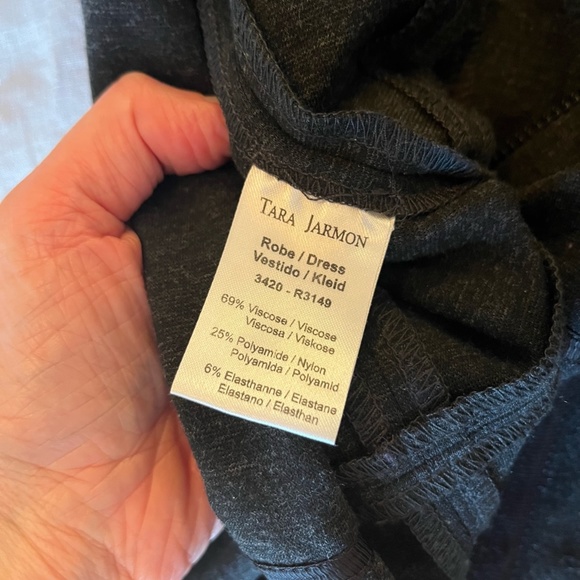 TARA JARMON
Robe / Dress
Vestido / Kleid
3420 - R3149
69% Viscose / Viscose
Viscosa / Viskose
25% Polyamide / Nylon
Polyamida / Polyamid
6% Elasthanne / Elastane
Elastano / Elasthan